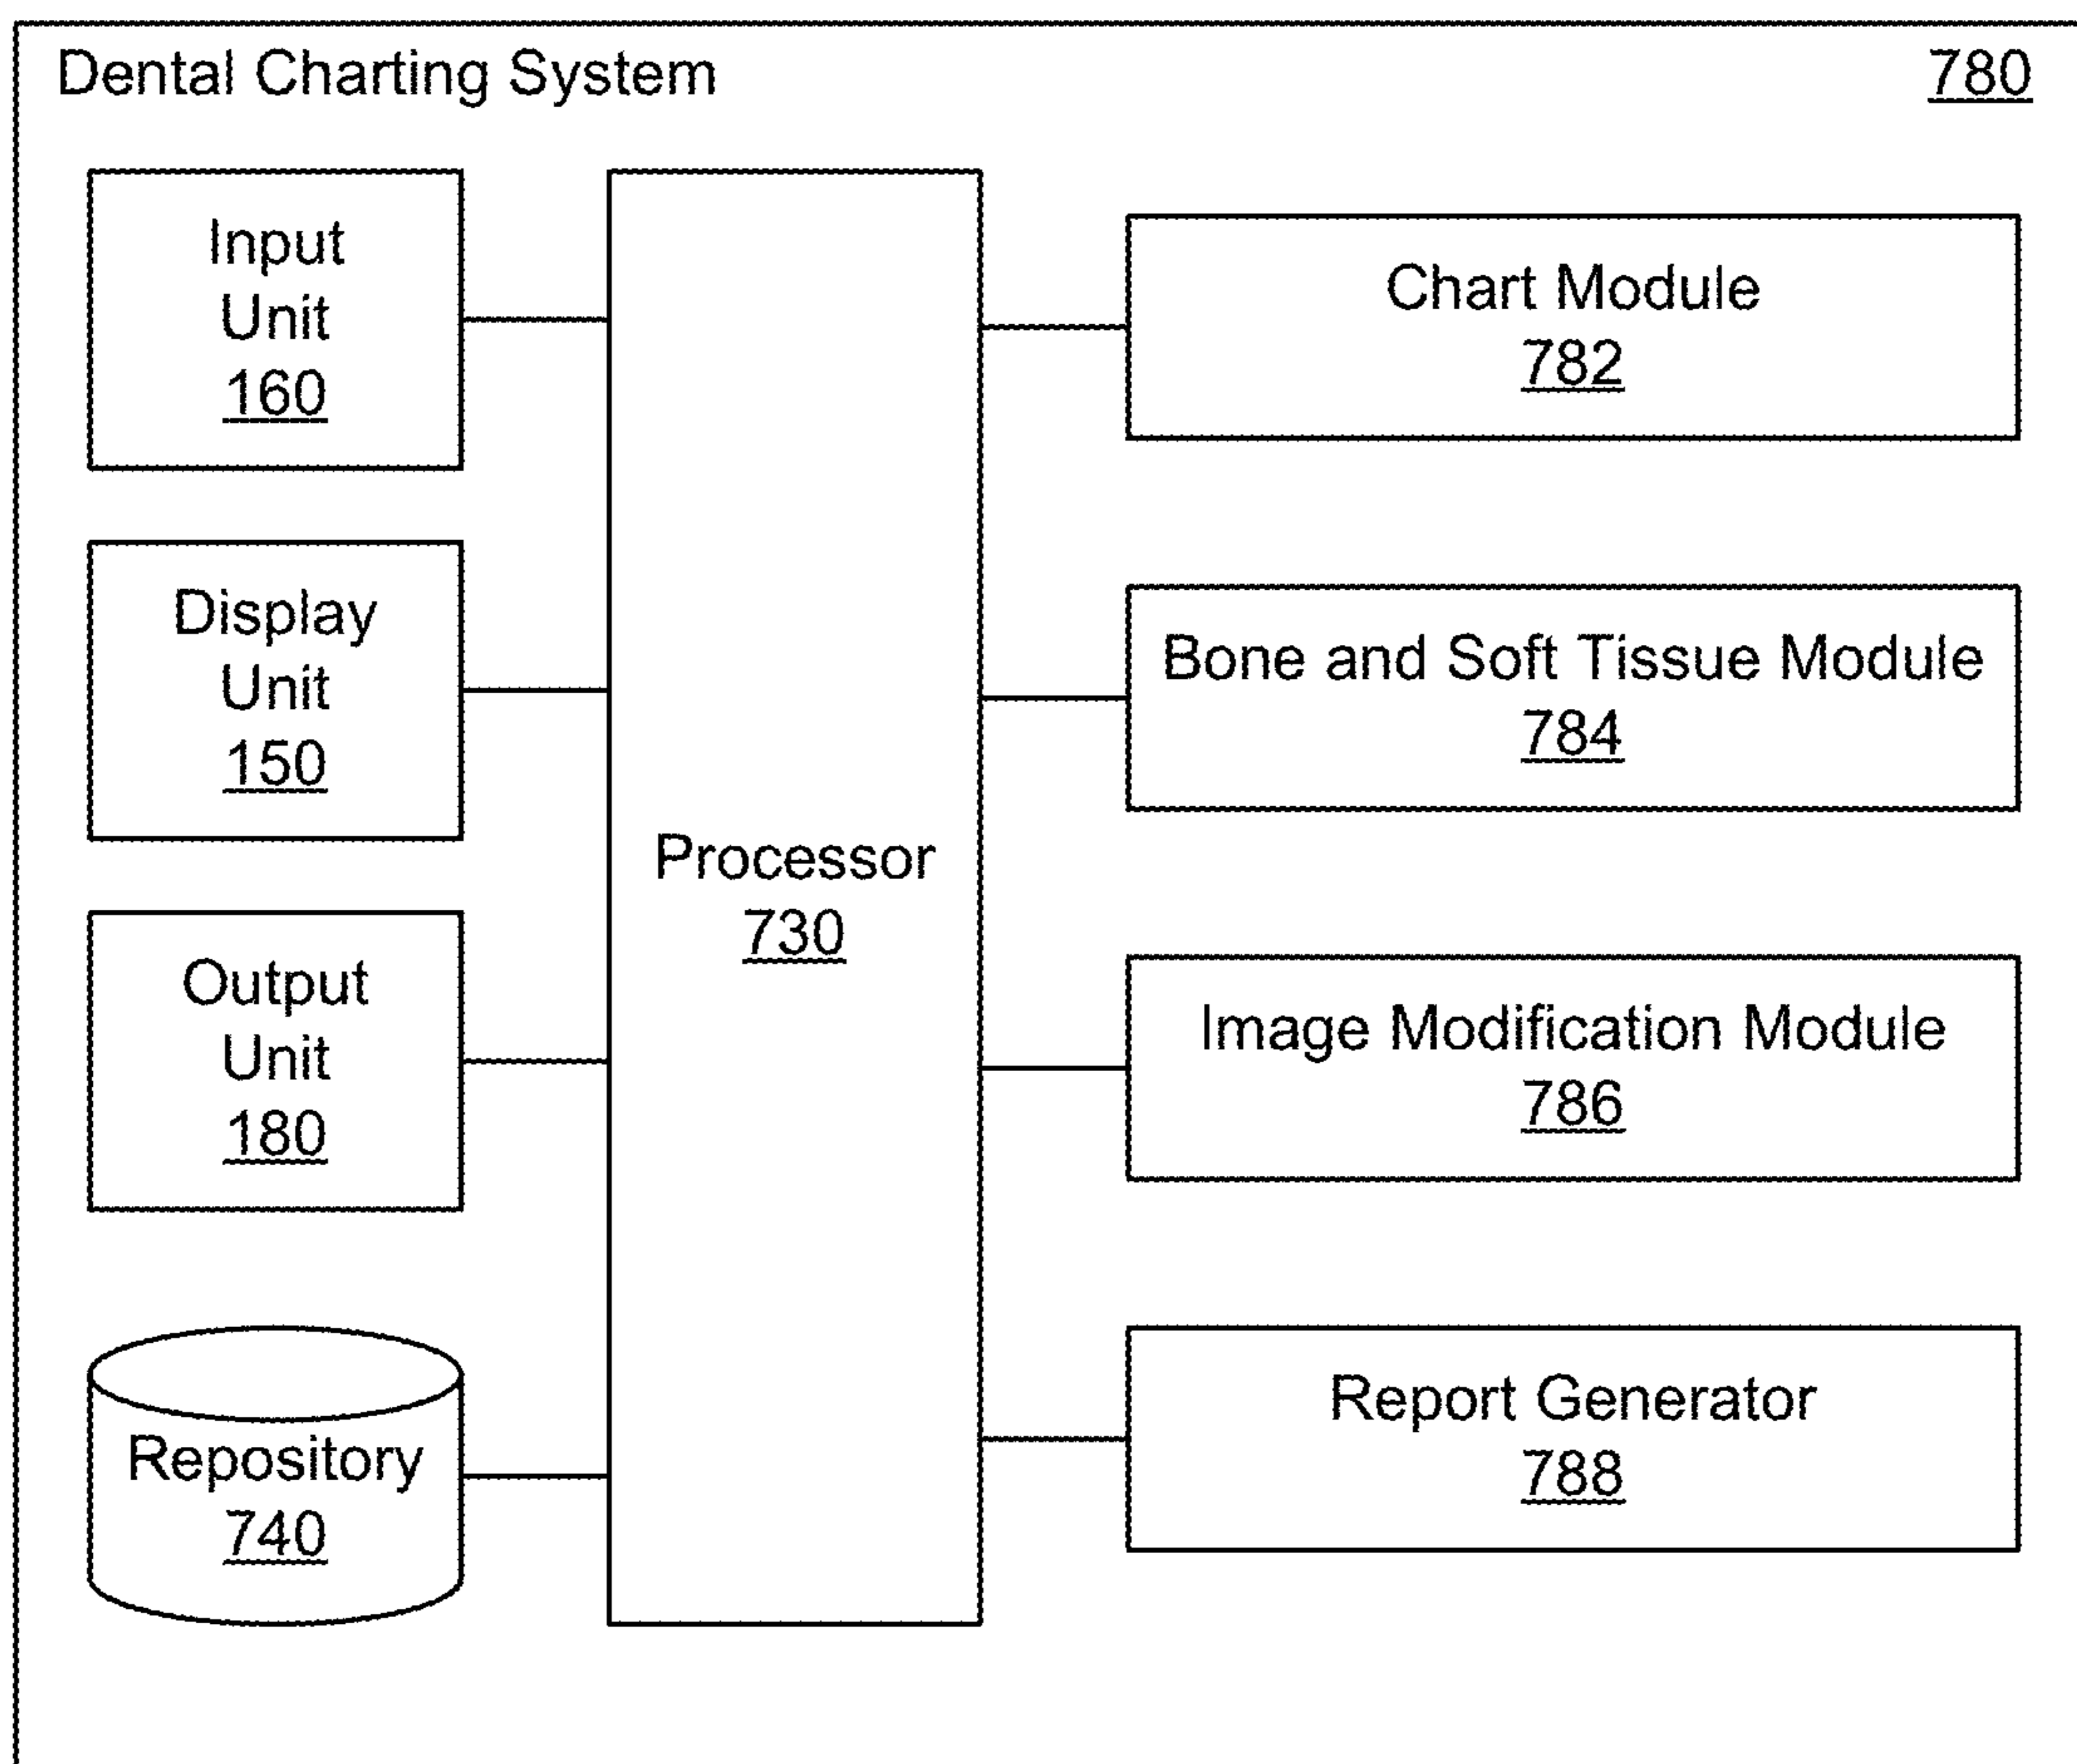 Dental Charting System
780
Input
Unit
160
Display
Unit
150
Output
Unit
180
Repository
740
Processor
730
Chart Module
782
Bone and Soft Tissue Module
784
Image Modification Module
786
Report Generator
788